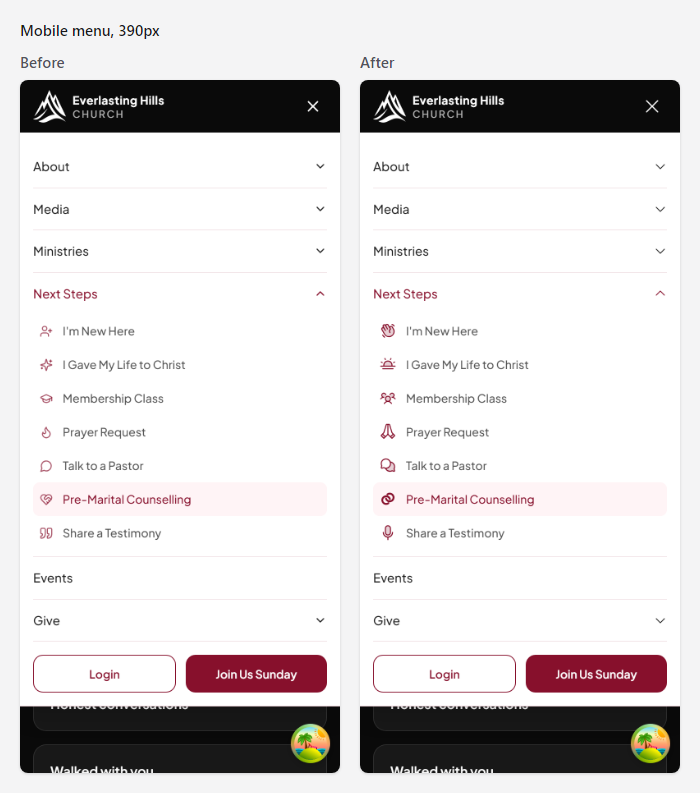 Mobile menu, 390px
Before
Everlasting Hills
CHURCH
About
Media
Ministries
Next Steps
I'm New Here
I Gave My Life to Christ
Membership Class
Prayer Request
Talk to a Pastor
Pre-Marital Counselling
Share a Testimony
Events
Give
Login
Join Us Sunday
Honest conversations
Walked with you
After
Everlasting Hills
CHURCH
About
Media
Ministries
Next Steps
I'm New Here
I Gave My Life to Christ
Membership Class
Prayer Request
Talk to a Pastor
Pre-Marital Counselling
Share a Testimony
Events
Give
Login
Join Us Sunday
Honest conversations
Walked with you